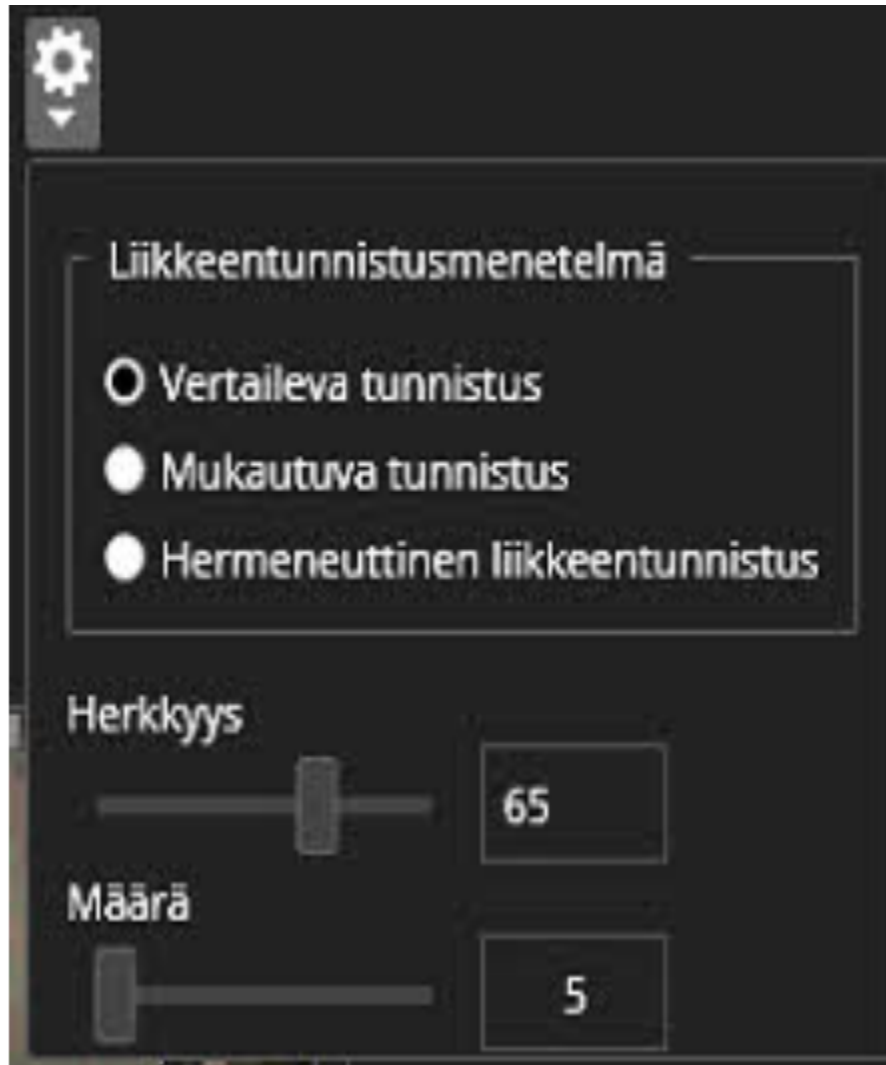 Liikkeentunnistusmenetelmä
Vertaileva tunnistus
Mukautuva tunnistus
Hermeneuttinen liikkeentunnistus
Herkkyys
65
Määrä
5